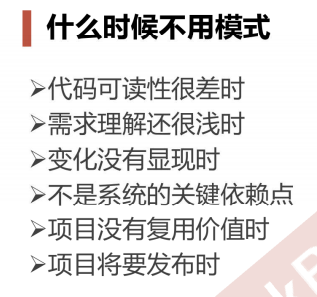 什么时候不用模式
➢代码可读性很差时
➢需求理解还很浅时
➢变化没有显现时
➢不是系统的关键依赖点
➢项目没有复用价值时
➢项目将要发布时